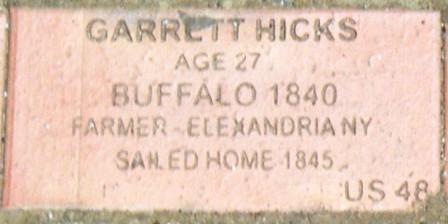 GARRETT HICKS
AGE 27
BUFFALO 1840
FARMER - ELEXANDRIA NY
SAILED HOME 1845
US 48